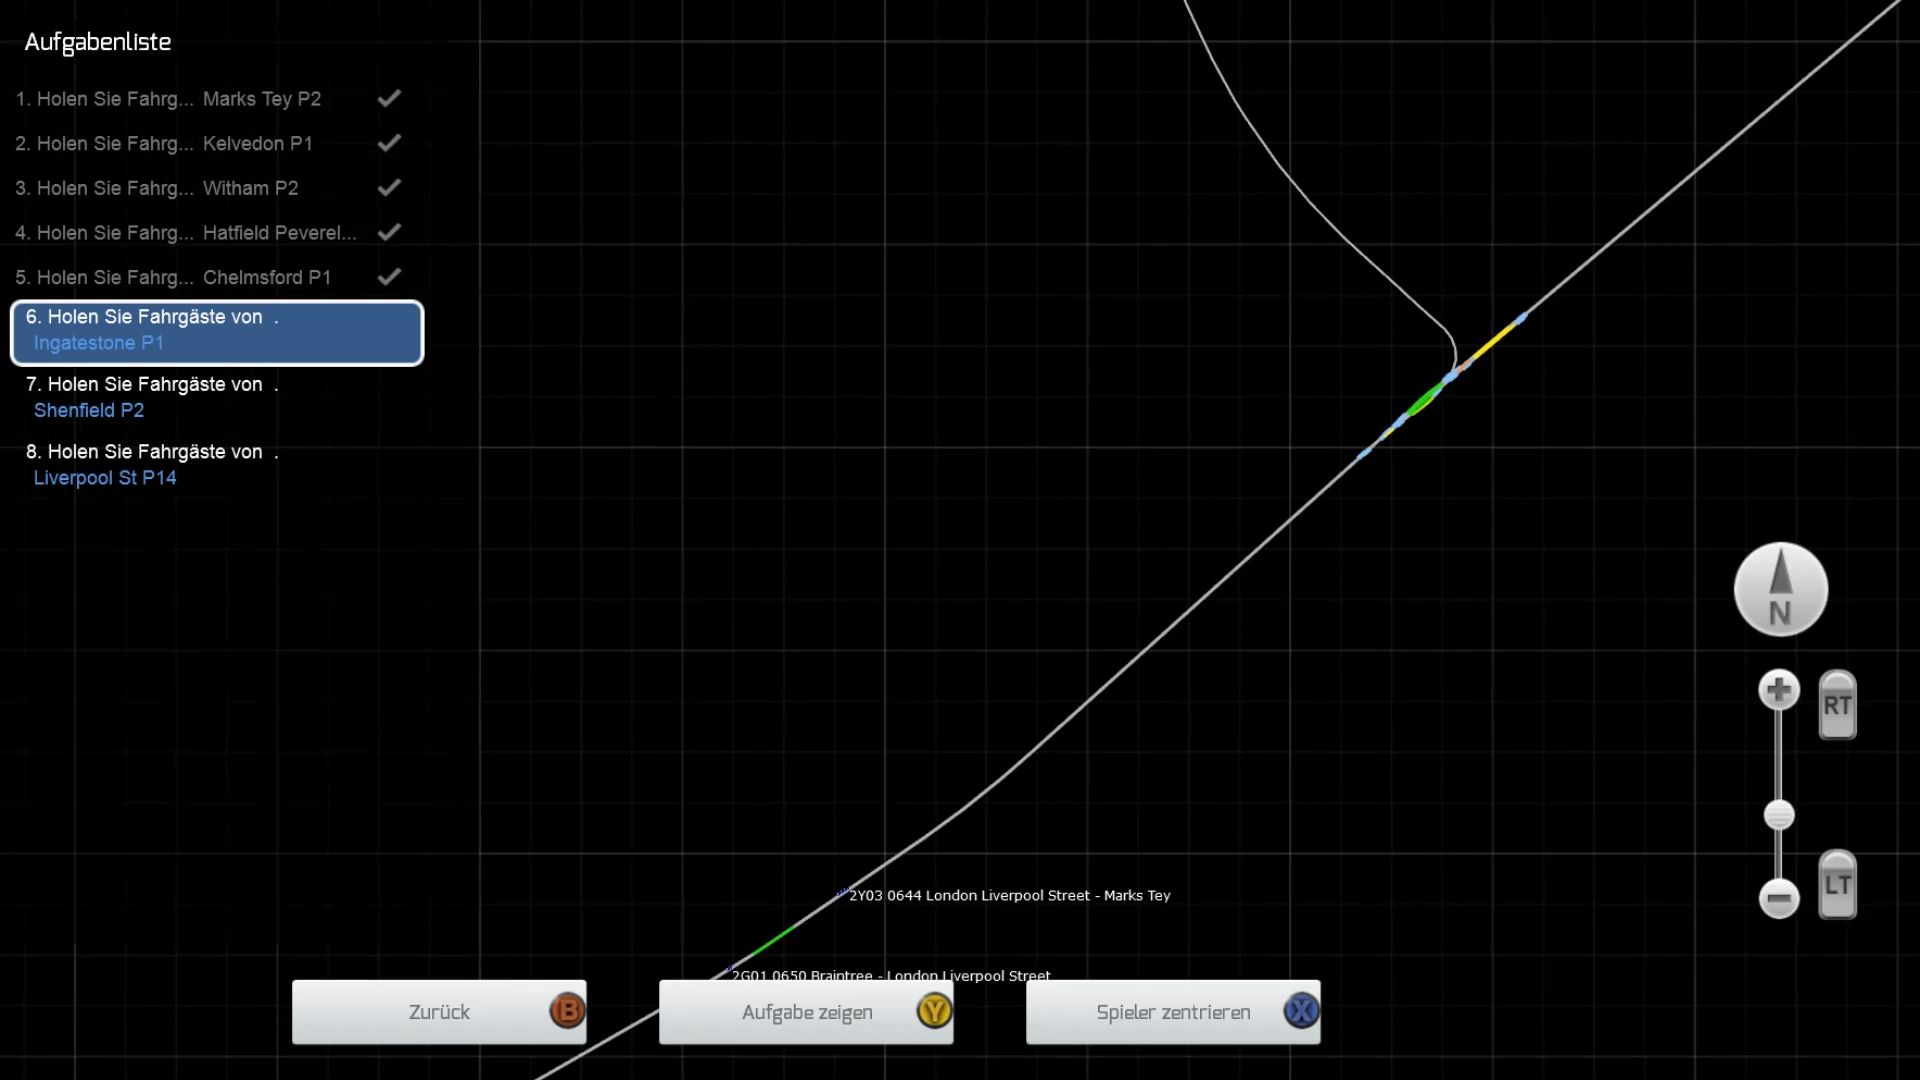 Aufgabenliste
1. Holen Sie Fahrg... Marks Tey P2
2. Holen Sie Fahrg... Kelvedon P1
3. Holen Sie Fahrg... Witham P2
4. Holen Sie Fahrg... Hatfield Peverel...
5. Holen Sie Fahrg... Chelmsford P1
6. Holen Sie Fahrgäste von .
Ingatestone P1
7. Holen Sie Fahrgäste von .
Shenfield P2
8. Holen Sie Fahrgäste von .
Liverpool St P14
N
RT
LT
2Y03 0644 London Liverpool Street - Marks Tey
2G01 0650 Braintree - London Liverpool Street
Zurück B
Aufgabe zeigen Y
Spieler zentrieren X